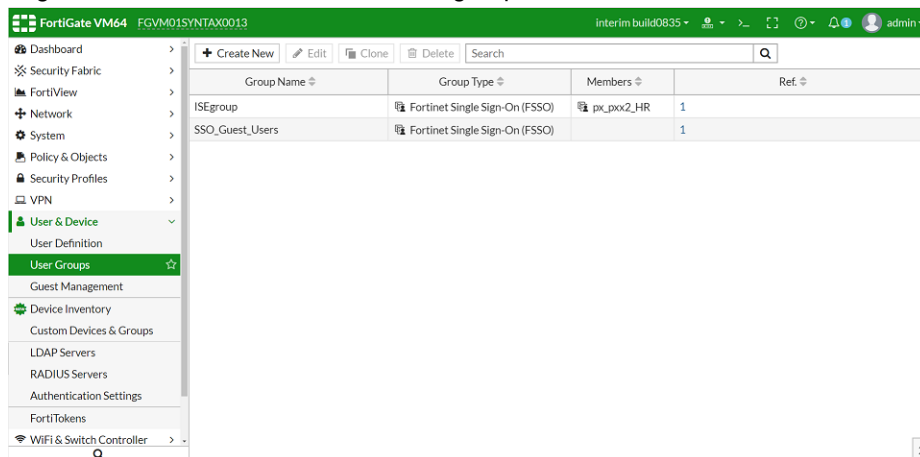 FortiGate VM64 FGVM01SYNTAX0013 interim build0835 admin
Dashboard
Security Fabric
FortiView
Network
System
Policy & Objects
Security Profiles
VPN
User & Device
User Definition
User Groups
Guest Management
Device Inventory
Custom Devices & Groups
LDAP Servers
RADIUS Servers
Authentication Settings
FortiTokens
WiFi & Switch Controller
Create New Edit Clone Delete Search
Group Name Group Type Members Ref.
ISEgroup Fortinet Single Sign-On (FSSO) px_pxx2_HR 1
SSO_Guest_Users Fortinet Single Sign-On (FSSO) 1